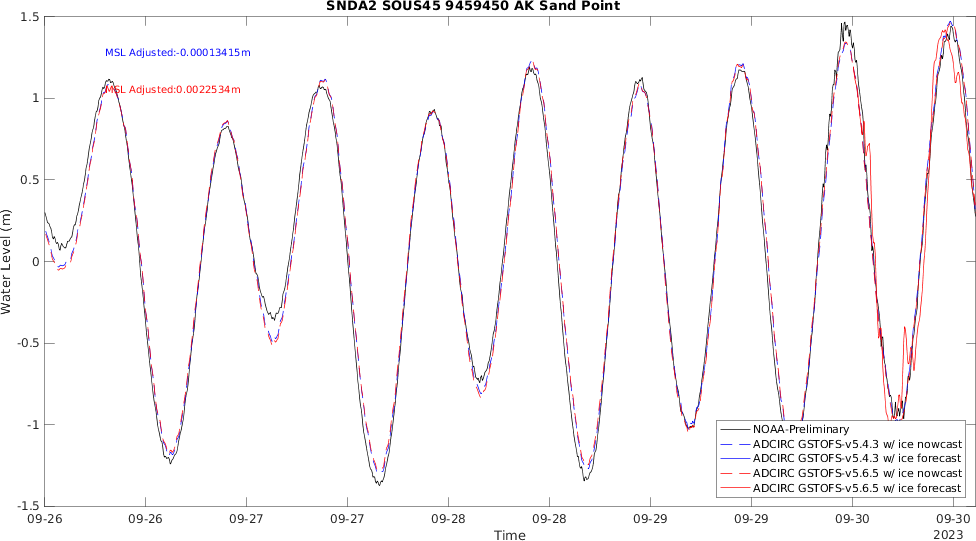 SNDA2 SOUS45 9459450 AK Sand Point
1.5
MSL Adjusted:-0.00013415m
MSL Adjusted:0.0022534m
1
0.5
0
-0.5
-1
-1.5
Water Level (m)
NOAA-Preliminary
ADCIRC GSTOFS-v5.4.3 w/ ice nowcast
ADCIRC GSTOFS-v5.4.3 w/ ice forecast
ADCIRC GSTOFS-v5.6.5 w/ ice nowcast
ADCIRC GSTOFS-v5.6.5 w/ ice forecast
09-26 09-26 09-27 09-27 09-28 09-28 09-29 09-29 09-30 09-30
2023
Time